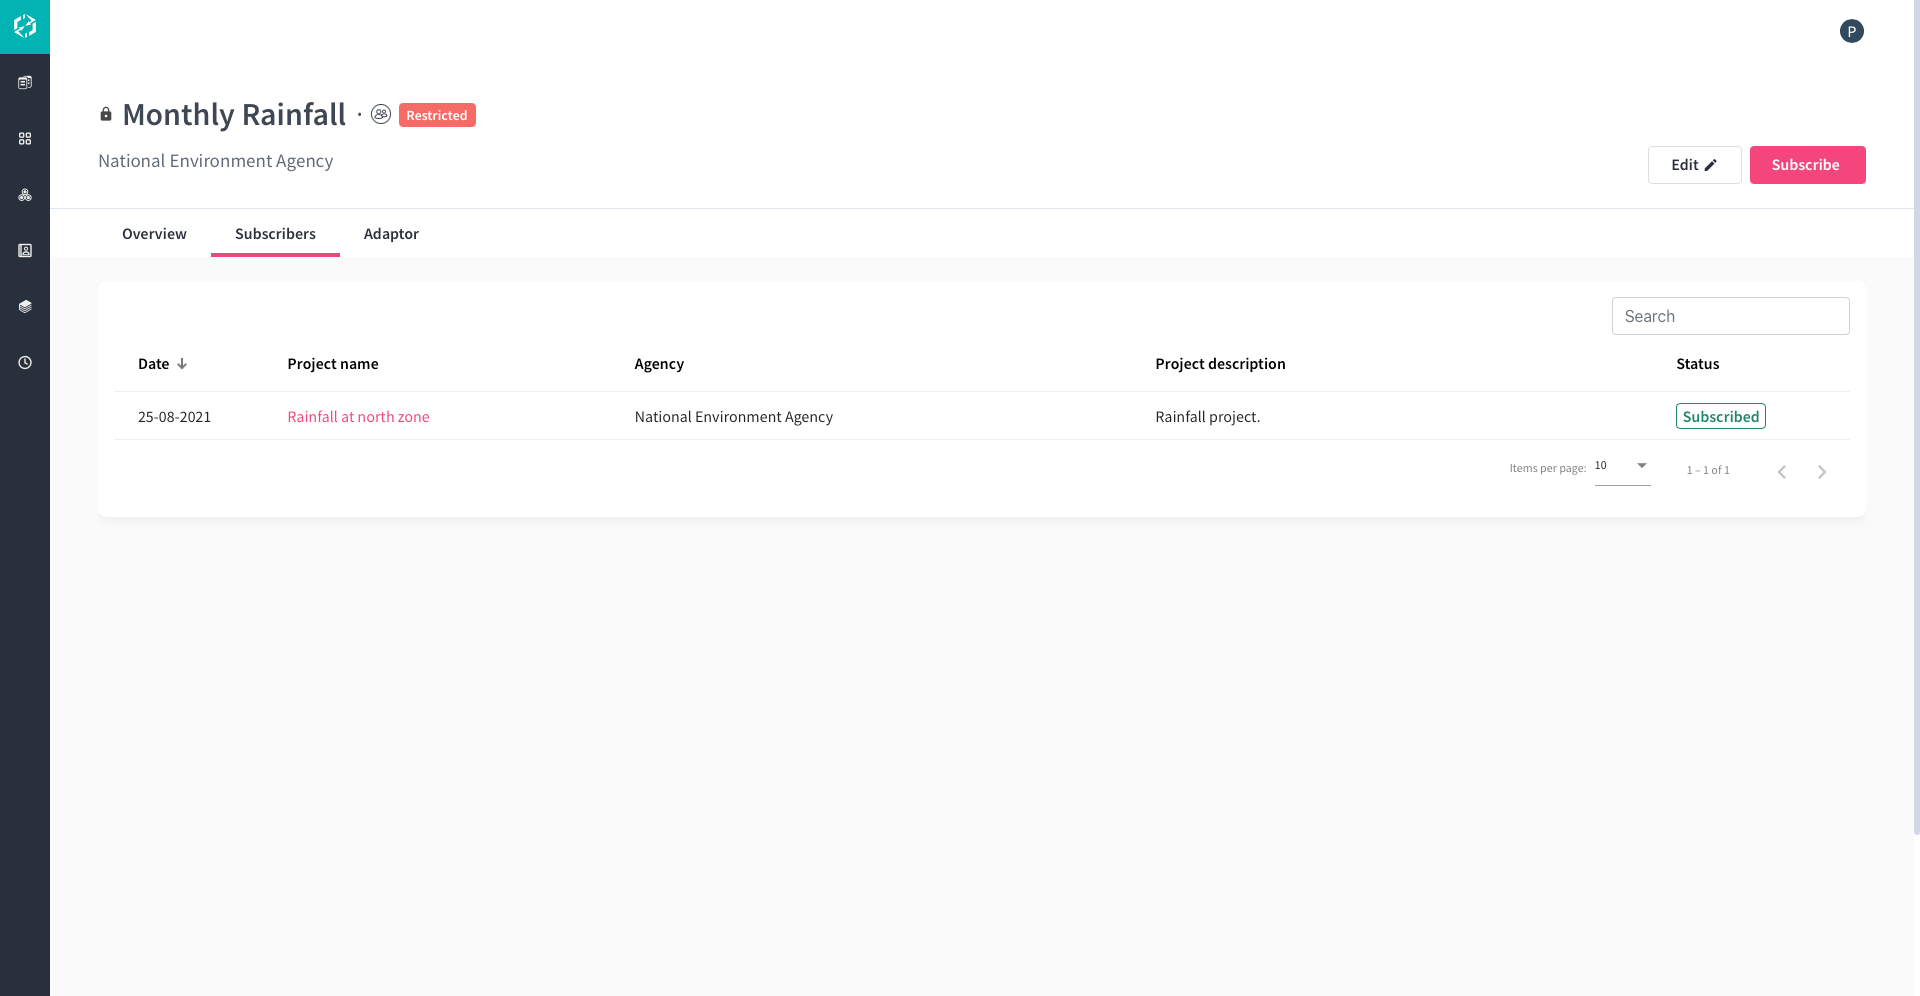 P
Monthly Rainfall · Restricted
National Environment Agency
Edit
Subscribe
Overview Subscribers Adaptor
Search
Date Project name Agency Project description Status
25-08-2021 Rainfall at north zone National Environment Agency Rainfall project. Subscribed
Items per page: 10 1 – 1 of 1